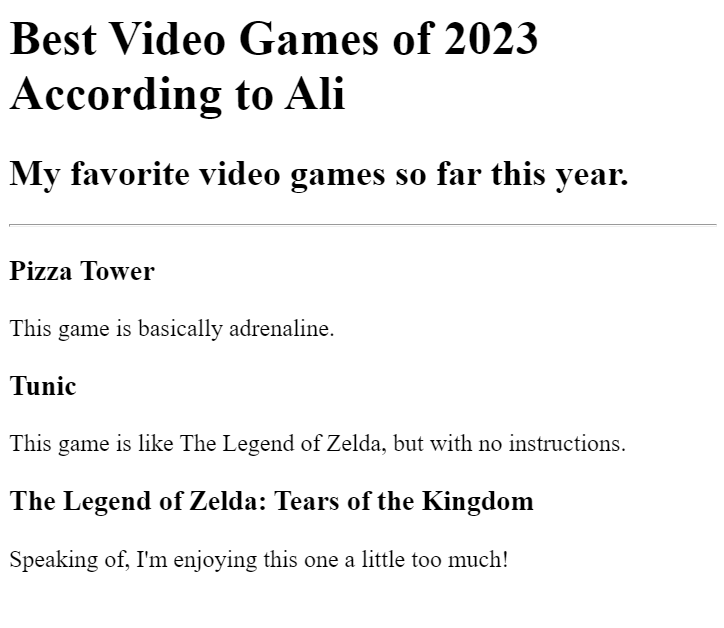 Best Video Games of 2023
According to Ali
My favorite video games so far this year.
Pizza Tower
This game is basically adrenaline.
Tunic
This game is like The Legend of Zelda, but with no instructions.
The Legend of Zelda: Tears of the Kingdom
Speaking of, I'm enjoying this one a little too much!